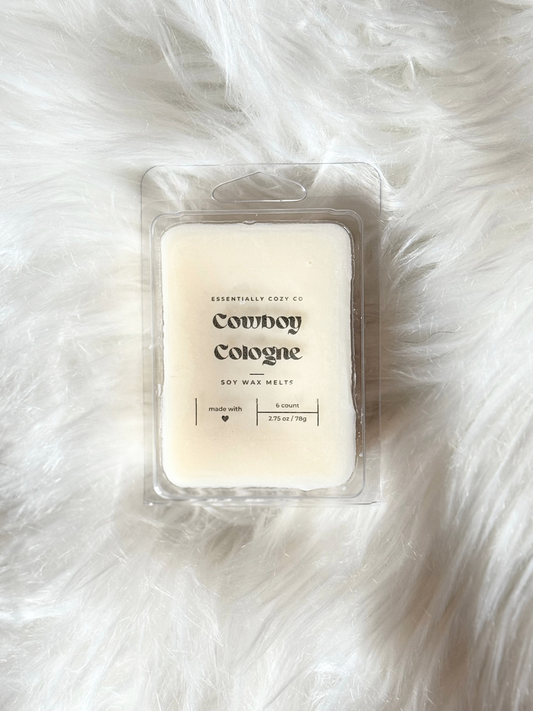 ESSENTIALLY COZY CO
Cowboy
Cologne
SOY WAX MELTS
made with
6 count
2.75 oz / 78g